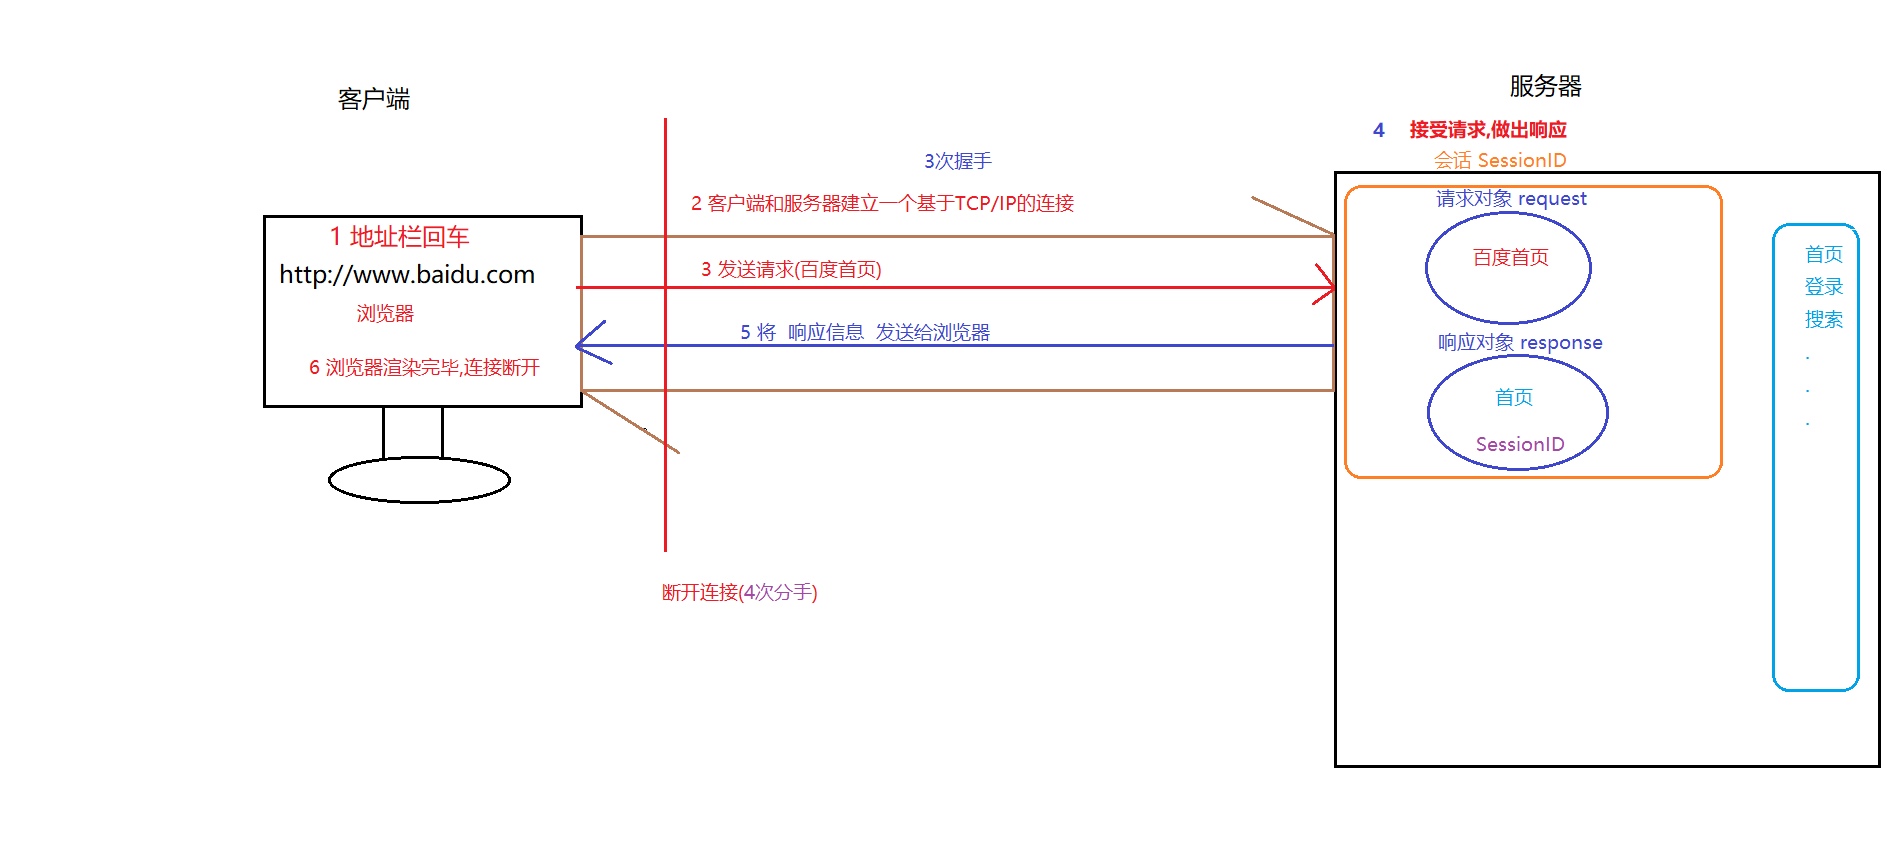 客户端
服务器
4 接受请求,做出响应
会话 SessionID
3次握手
2 客户端和服务器建立一个基于TCP/IP的连接
请求对象 request
1 地址栏回车
http://www.baidu.com
浏览器
6 浏览器渲染完毕,连接断开
3 发送请求(百度首页)
5 将 响应信息 发送给浏览器
百度首页
响应对象 response
首页
SessionID
首页
登录
搜索
.
.
.
断开连接(4次分手)